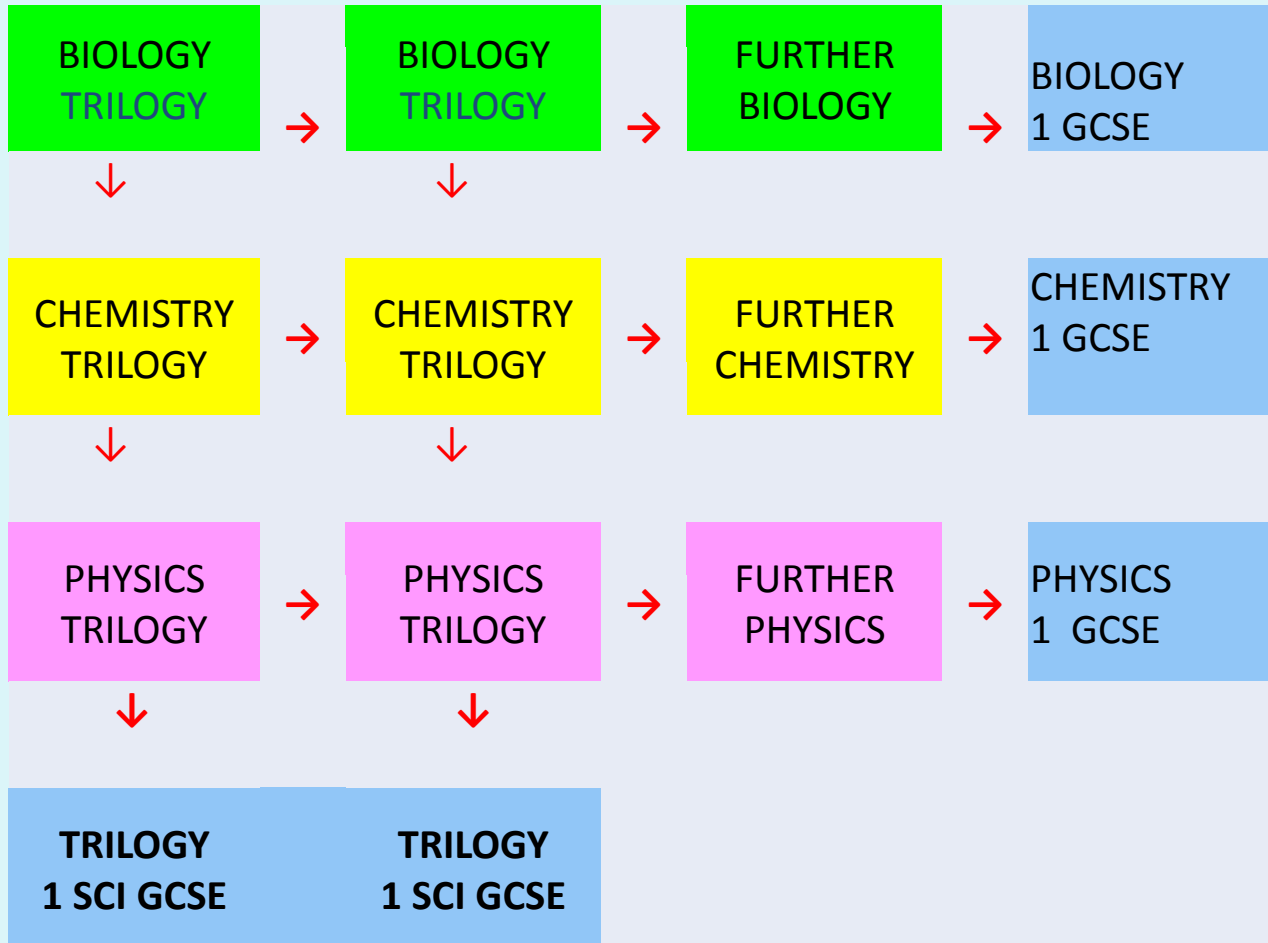 BIOLOGY
TRILOGY
→
BIOLOGY
TRILOGY
→
FURTHER
BIOLOGY
→
BIOLOGY
1 GCSE
↓
↓
CHEMISTRY
TRILOGY
→
CHEMISTRY
TRILOGY
→
FURTHER
CHEMISTRY
→
CHEMISTRY
1 GCSE
↓
↓
PHYSICS
TRILOGY
→
PHYSICS
TRILOGY
→
FURTHER
PHYSICS
→
PHYSICS
1 GCSE
↓
↓
TRILOGY
1 SCI GCSE
TRILOGY
1 SCI GCSE